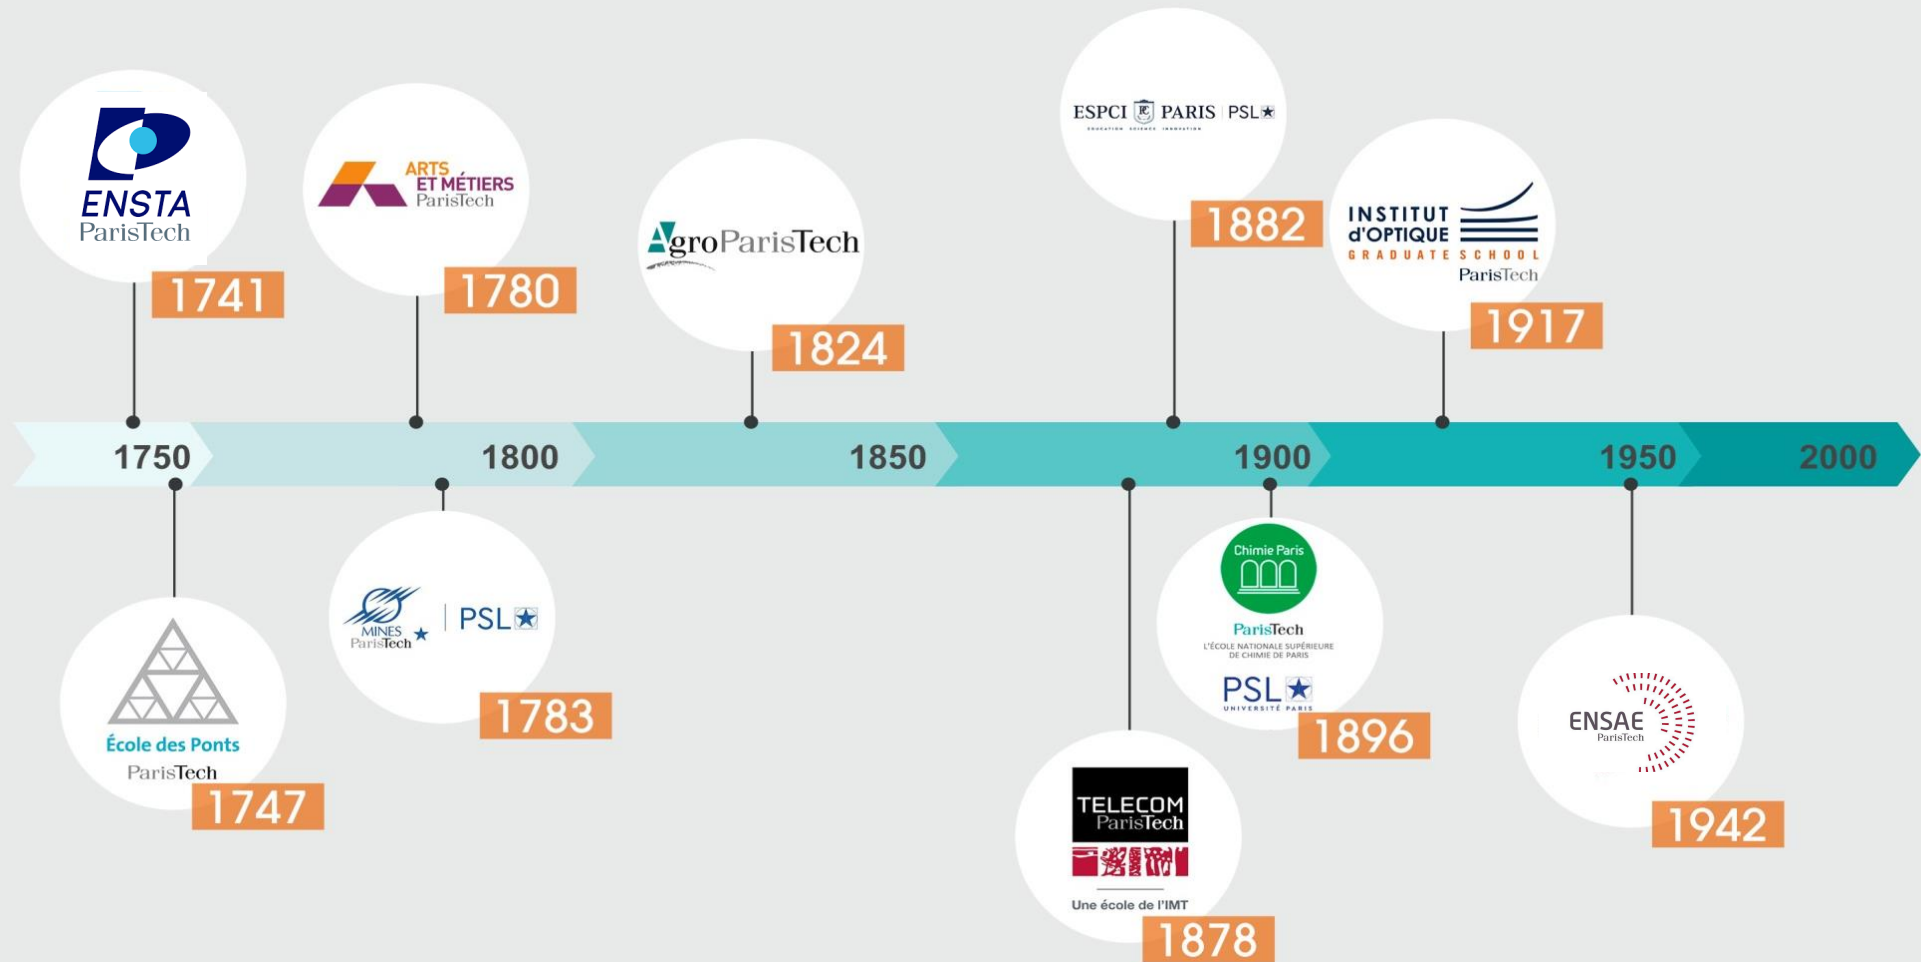 ENSTA
ParisTech
1741
ARTS
ET MÉTIERS
ParisTech
1780
AgroParisTech
1824
ESPCI PARIS PSL
EDUCATION SCIENCE INNOVATION
1882
INSTITUT
d'OPTIQUE
GRADUATE SCHOOL
ParisTech
1917
1750
1800
1850
1900
1950
2000
École des Ponts
ParisTech
1747
MINES
ParisTech
PSL
1783
TELECOM
ParisTech
Une école de l'IMT
1878
Chimie Paris
ParisTech
L'ÉCOLE NATIONALE SUPÉRIEURE
DE CHIMIE DE PARIS
PSL
UNIVERSITÉ PARIS
1896
ENSAE
ParisTech
1942